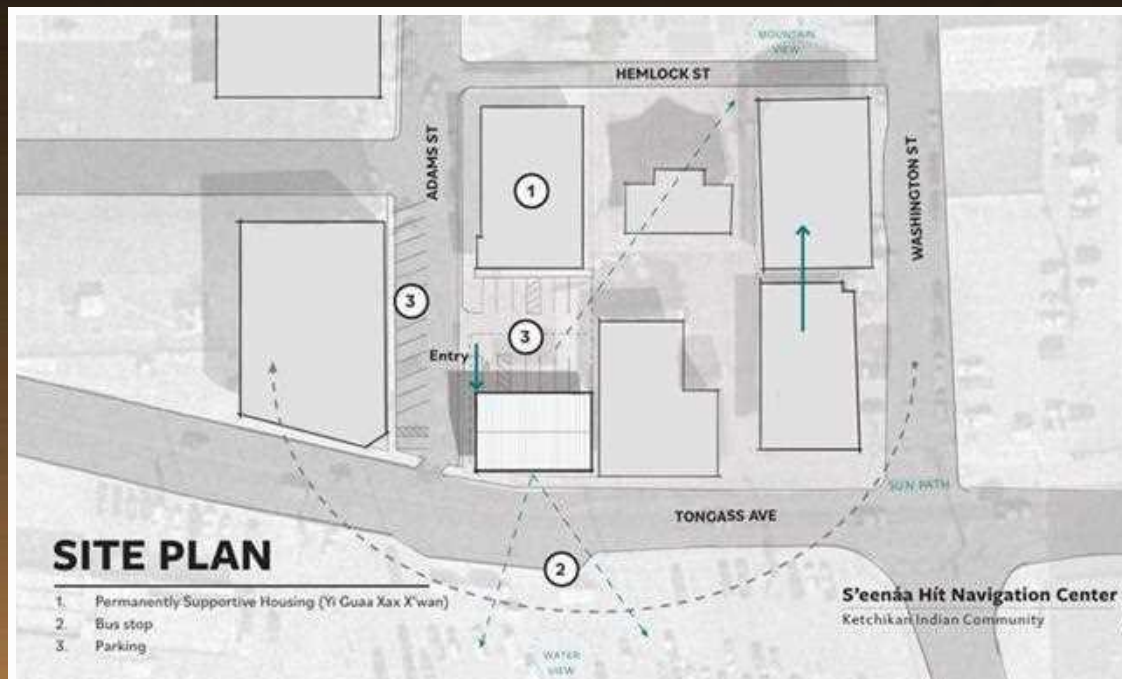 MOUNTAIN
VIEW
HEMLOCK ST
ADAMS ST
WASHINGTON ST
1
3
3
Entry
SUN PATH
TONGASS AVE
2
SITE PLAN
1. Permanently Supportive Housing (Yi Guaa Xax X'wan)
2. Bus stop
3. Parking
S'eenáa Hít Navigation Center
Ketchikan Indian Community
WATER
VIEW